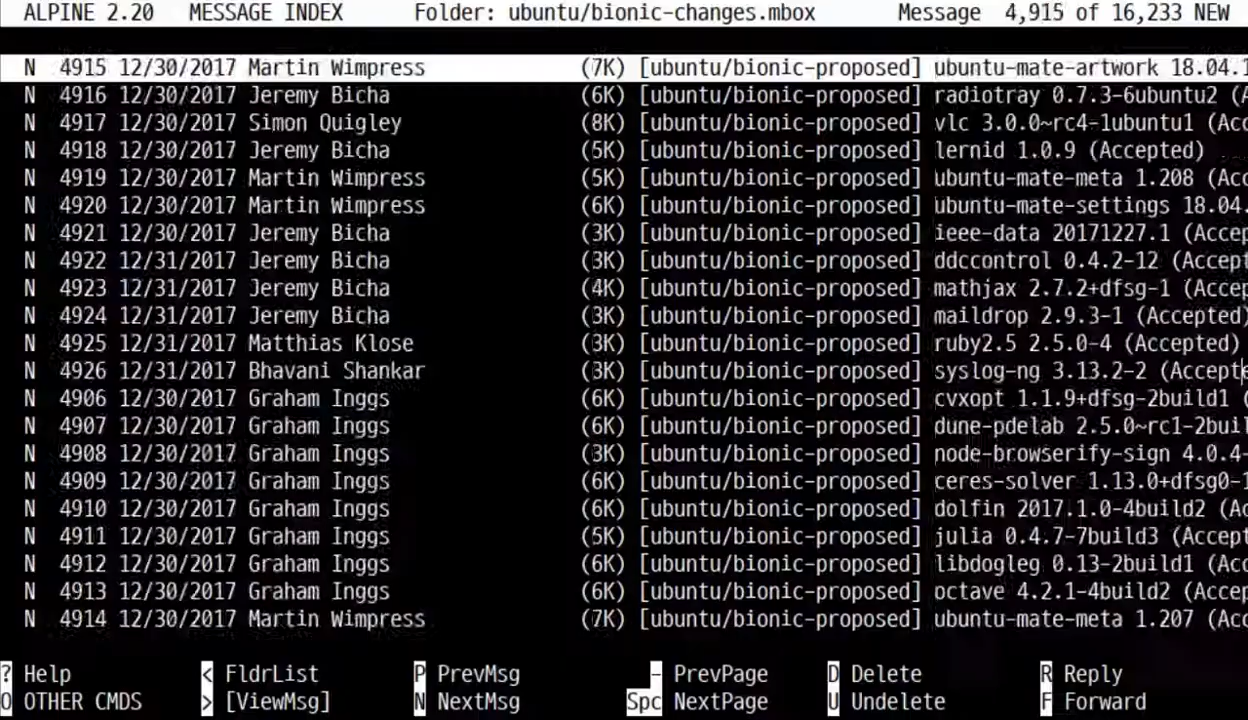 ALPINE 2.20   MESSAGE INDEX      Folder: ubuntu/bionic-changes.mbox       Message  4,915 of 16,233 NEW
N  4915 12/30/2017 Martin Wimpress             (7K) [ubuntu/bionic-proposed] ubuntu-mate-artwork 18.04.1
N  4916 12/30/2017 Jeremy Bicha                (6K) [ubuntu/bionic-proposed] radiotray 0.7.3-6ubuntu2 (A
N  4917 12/30/2017 Simon Quigley               (8K) [ubuntu/bionic-proposed] vlc 3.0.0~rc4-1ubuntu1 (Acc
N  4918 12/30/2017 Jeremy Bicha                (5K) [ubuntu/bionic-proposed] lernid 1.0.9 (Accepted)
N  4919 12/30/2017 Martin Wimpress             (5K) [ubuntu/bionic-proposed] ubuntu-mate-meta 1.208 (Acc
N  4920 12/30/2017 Martin Wimpress             (6K) [ubuntu/bionic-proposed] ubuntu-mate-settings 18.04.
N  4921 12/30/2017 Jeremy Bicha                (3K) [ubuntu/bionic-proposed] ieee-data 20171227.1 (Accep
N  4922 12/31/2017 Jeremy Bicha                (3K) [ubuntu/bionic-proposed] ddccontrol 0.4.2-12 (Accept
N  4923 12/31/2017 Jeremy Bicha                (4K) [ubuntu/bionic-proposed] mathjax 2.7.2+dfsg-1 (Accep
N  4924 12/31/2017 Jeremy Bicha                (3K) [ubuntu/bionic-proposed] maildrop 2.9.3-1 (Accepted)
N  4925 12/31/2017 Matthias Klose              (3K) [ubuntu/bionic-proposed] ruby2.5 2.5.0-4 (Accepted)
N  4926 12/31/2017 Bhavani Shankar             (3K) [ubuntu/bionic-proposed] syslog-ng 3.13.2-2 (Accepte
N  4906 12/30/2017 Graham Inggs                (6K) [ubuntu/bionic-proposed] cvxopt 1.1.9+dfsg-2build1 (
N  4907 12/30/2017 Graham Inggs                (6K) [ubuntu/bionic-proposed] dune-pdelab 2.5.0~rc1-2buil
N  4908 12/30/2017 Graham Inggs                (3K) [ubuntu/bionic-proposed] node-browserify-sign 4.0.4-
N  4909 12/30/2017 Graham Inggs                (6K) [ubuntu/bionic-proposed] ceres-solver 1.13.0+dfsg0-1
N  4910 12/30/2017 Graham Inggs                (6K) [ubuntu/bionic-proposed] dolfin 2017.1.0-4build2 (Ac
N  4911 12/30/2017 Graham Inggs                (5K) [ubuntu/bionic-proposed] julia 0.4.7-7build3 (Accept
N  4912 12/30/2017 Graham Inggs                (6K) [ubuntu/bionic-proposed] libdogleg 0.13-2build1 (Acc
N  4913 12/30/2017 Graham Inggs                (6K) [ubuntu/bionic-proposed] octave 4.2.1-4build2 (Accep
N  4914 12/30/2017 Martin Wimpress             (7K) [ubuntu/bionic-proposed] ubuntu-mate-meta 1.207 (Acc
? Help             < FldrList        P PrevMsg           - PrevPage     D Delete           R Reply
O OTHER CMDS       > [ViewMsg]       N NextMsg         Spc NextPage     U Undelete         F Forward